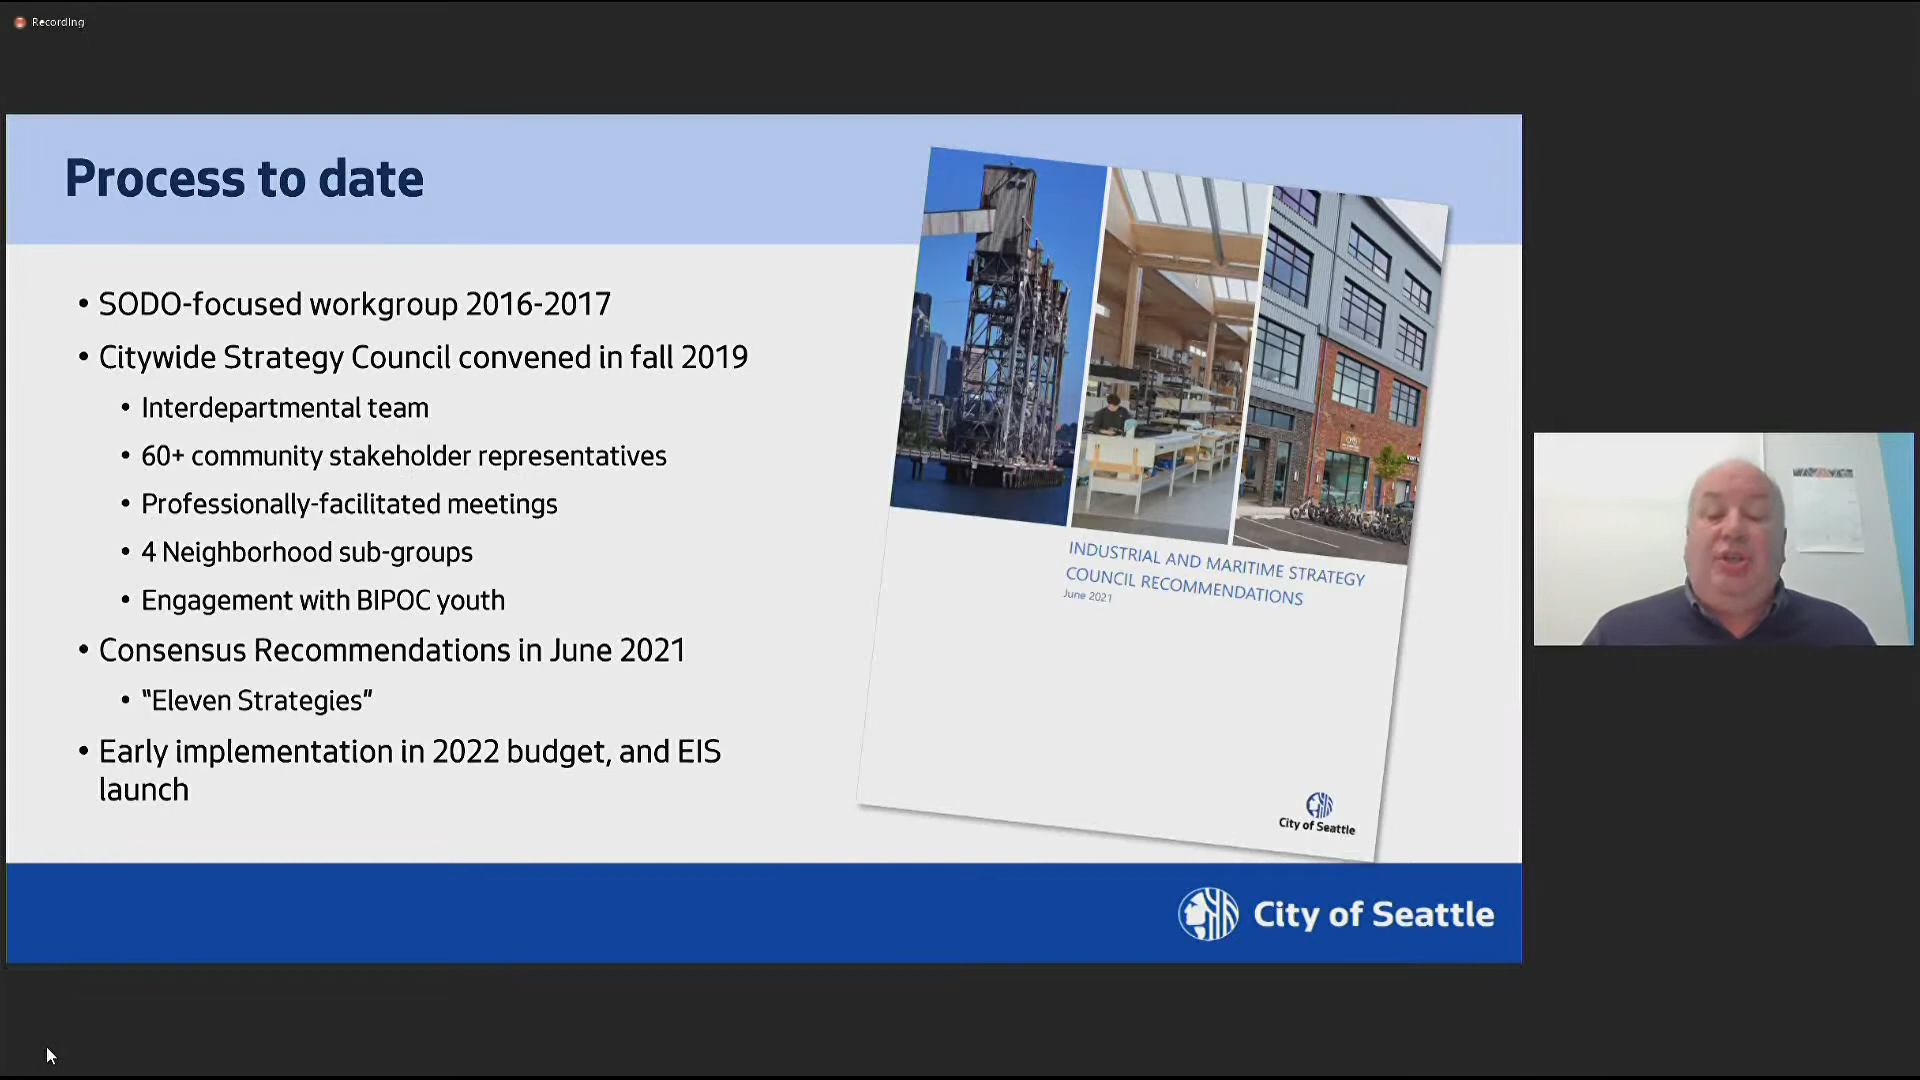 Recording
Process to date
• SODO-focused workgroup 2016-2017
• Citywide Strategy Council convened in fall 2019
• Interdepartmental team
• 60+ community stakeholder representatives
• Professionally-facilitated meetings
• 4 Neighborhood sub-groups
• Engagement with BIPOC youth
• Consensus Recommendations in June 2021
• “Eleven Strategies”
• Early implementation in 2022 budget, and EIS
launch
INDUSTRIAL AND MARITIME STRATEGY
COUNCIL RECOMMENDATIONS
June 2021
City of Seattle
City of Seattle